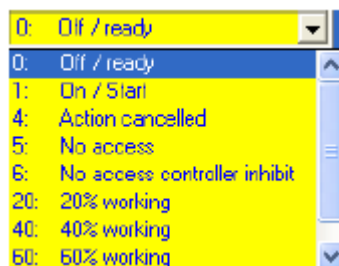 0: Off / ready
0: Off / ready
1: On / Start
4: Action cancelled
5: No access
6: No access controller inhibit
20: 20% working
40: 40% working
60: 60% working